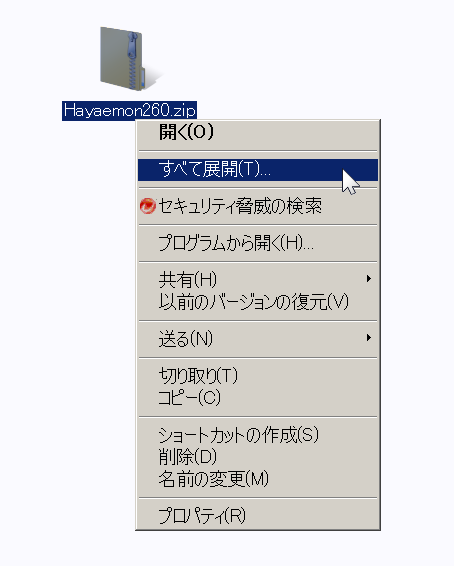 Hayaemon260.zip
開く(O)
すべて展開(T)...
セキュリティ脅威の検索
プログラムから開く(H)...
共有(H)
以前のバージョンの復元(V)
送る(N)
切り取り(T)
コピー(C)
ショートカットの作成(S)
削除(D)
名前の変更(M)
プロパティ(R)